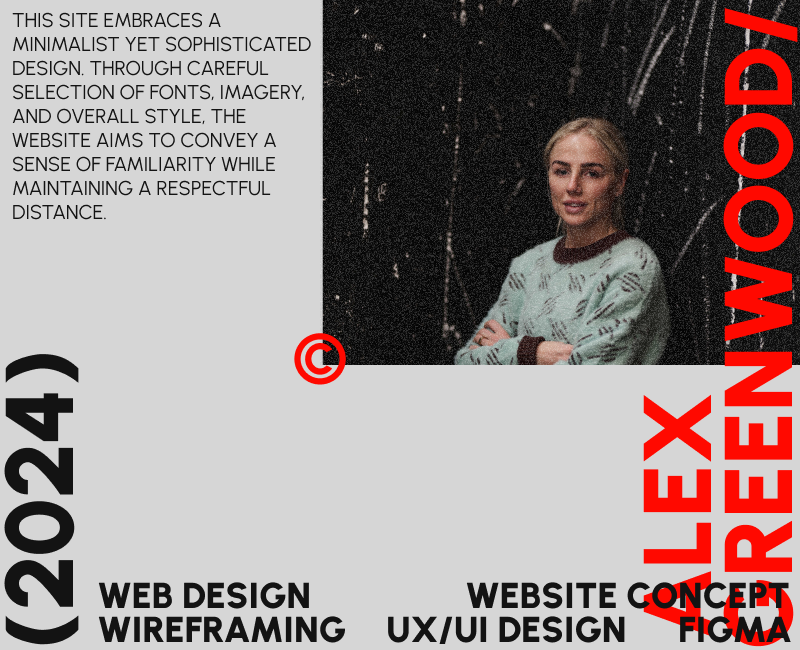 THIS SITE EMBRACES A
MINIMALIST YET SOPHISTICATED
DESIGN. THROUGH CAREFUL
SELECTION OF FONTS, IMAGERY,
AND OVERALL STYLE, THE
WEBSITE AIMS TO CONVEY A
SENSE OF FAMILIARITY WHILE
MAINTAINING A RESPECTFUL
DISTANCE.
©
(2024)
ALEX
GREENWOOD/
WEB DESIGN
WIREFRAMING
WEBSITE CONCEPT
UX/UI DESIGN FIGMA